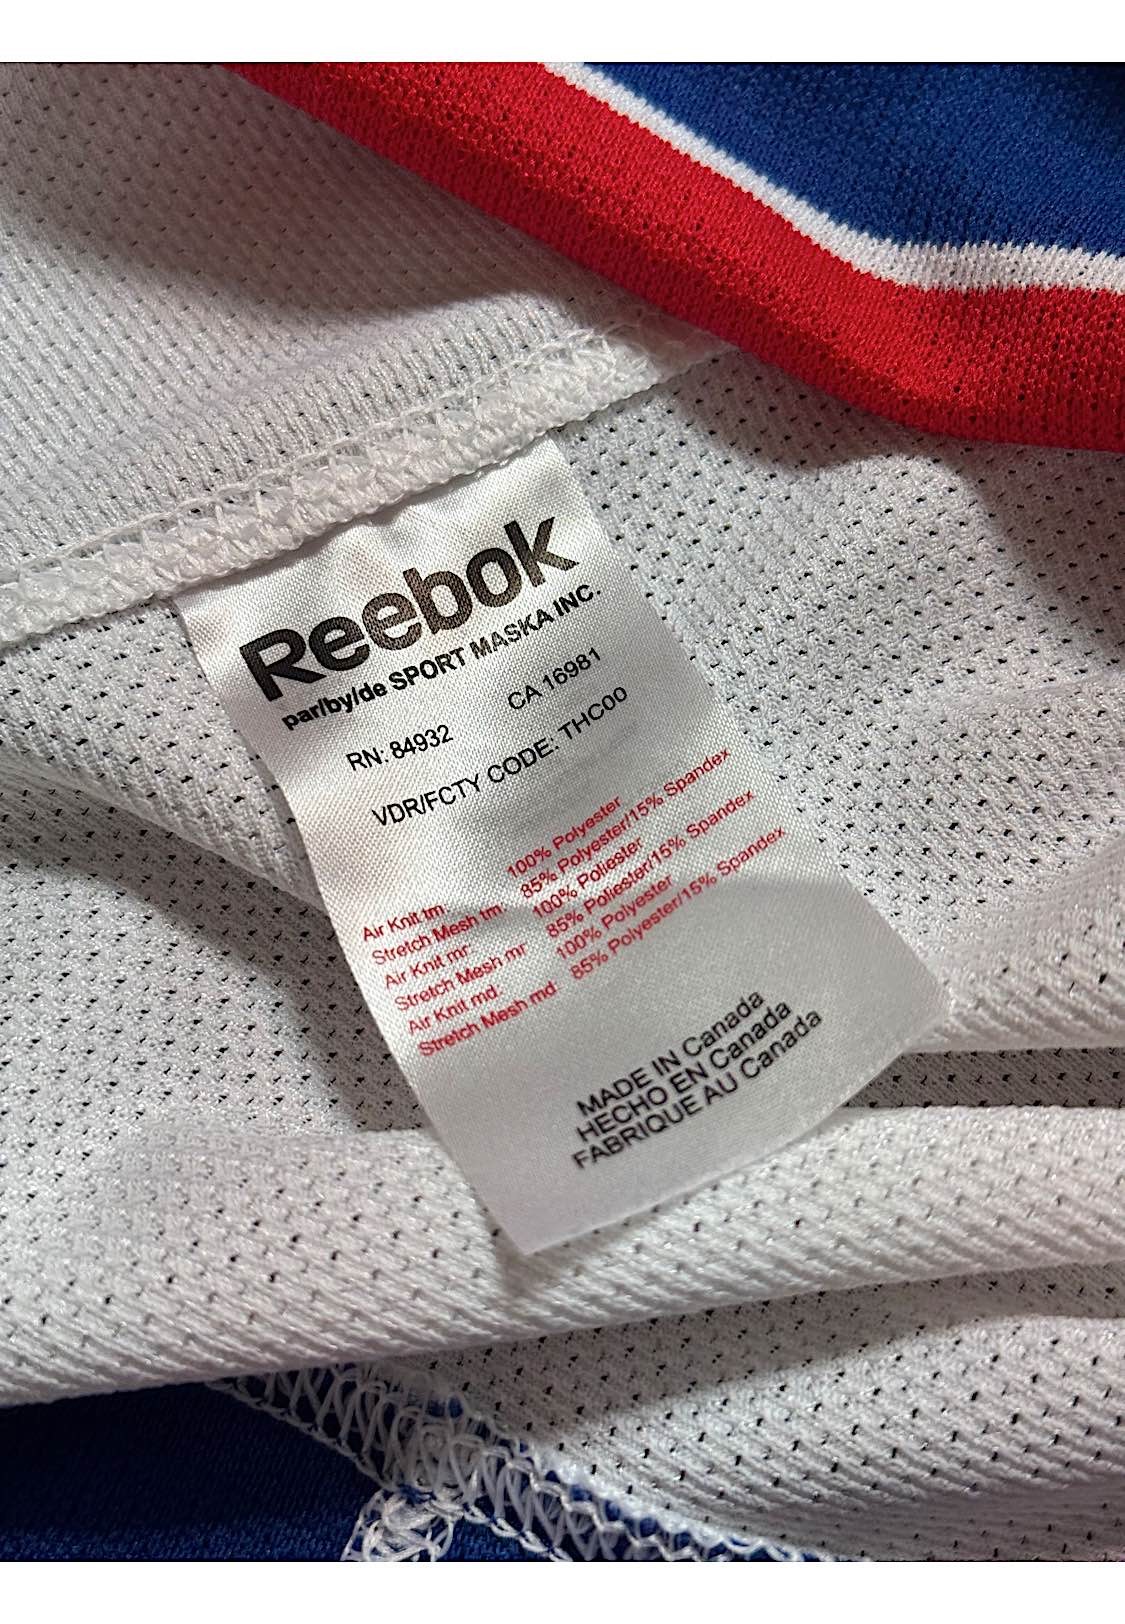 Reebok
par/by/de SPORT MASKA INC.
RN: 84932 CA 16981
VDR/FCTY CODE: THC00
Air Knit tm. 100% Polyester
Stretch Mesh tm. 85% Polyester/15% Spandex
Air Knit mr. 100% Poliester
Stretch Mesh mr 85% Poliester/15% Spandex
Air Knit md. 100% Polyester
Stretch Mesh md 85% Polyester/15% Spandex
MADE IN Canada
HECHO EN Canada
FABRIQUE AU Canada